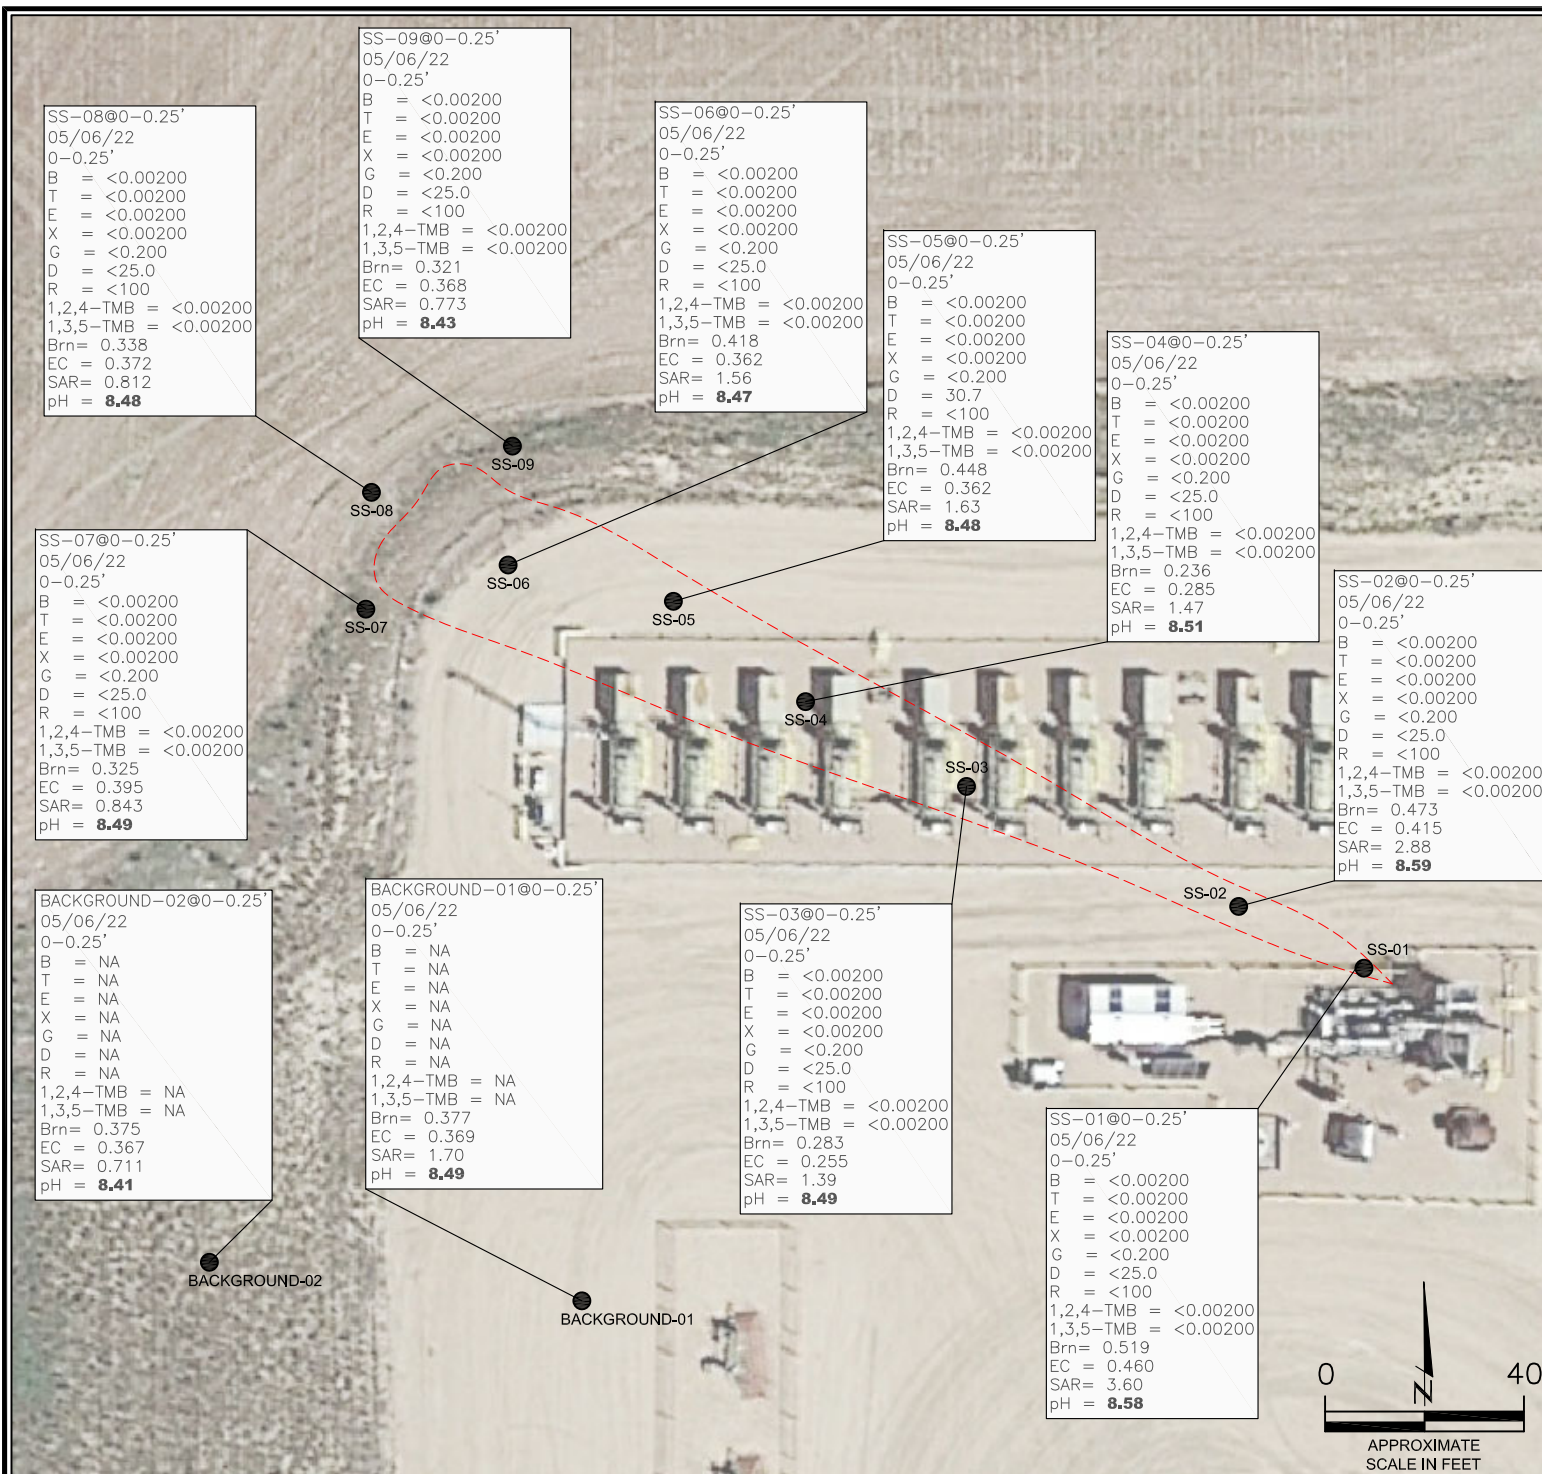 SS-09@0-0.25'
05/06/22
0-0.25'
B = <0.00200
T = <0.00200
E = <0.00200
X = <0.00200
G = <0.200
D = <25.0
R = <100
1,2,4-TMB = <0.00200
1,3,5-TMB = <0.00200
Brn= 0.321
EC = 0.368
SAR= 0.773
pH = 8.43
SS-08@0-0.25'
05/06/22
0-0.25'
B = <0.00200
T = <0.00200
E = <0.00200
X = <0.00200
G = <0.200
D = <25.0
R = <100
1,2,4-TMB = <0.00200
1,3,5-TMB = <0.00200
Brn= 0.338
EC = 0.372
SAR= 0.812
pH = 8.48
SS-06@0-0.25'
05/06/22
0-0.25'
B = <0.00200
T = <0.00200
E = <0.00200
X = <0.00200
G = <0.200
D = <25.0
R = <100
1,2,4-TMB = <0.00200
1,3,5-TMB = <0.00200
Brn= 0.418
EC = 0.362
SAR= 1.56
pH = 8.47
SS-05@0-0.25'
05/06/22
0-0.25'
B = <0.00200
T = <0.00200
E = <0.00200
X = <0.00200
G = <0.200
D = 30.7
R = <100
1,2,4-TMB = <0.00200
1,3,5-TMB = <0.00200
Brn= 0.448
EC = 0.362
SAR= 1.63
pH = 8.48
SS-04@0-0.25'
05/06/22
0-0.25'
B = <0.00200
T = <0.00200
E = <0.00200
X = <0.00200
G = <0.200
D = <25.0
R = <100
1,2,4-TMB = <0.00200
1,3,5-TMB = <0.00200
Brn= 0.236
EC = 0.285
SAR= 1.47
pH = 8.51
SS-09
SS-08
SS-07@0-0.25'
05/06/22
0-0.25'
B = <0.00200
T = <0.00200
E = <0.00200
X = <0.00200
G = <0.200
D = <25.0
R = <100
1,2,4-TMB = <0.00200
1,3,5-TMB = <0.00200
Brn= 0.325
EC = 0.395
SAR= 0.843
pH = 8.49
SS-06
SS-07
SS-05
SS-02@0-0.25'
05/06/22
0-0.25'
B = <0.00200
T = <0.00200
E = <0.00200
X = <0.00200
G = <0.200
D = <25.0
R = <100
1,2,4-TMB = <0.00200
1,3,5-TMB = <0.00200
Brn= 0.473
EC = 0.415
SAR= 2.88
pH = 8.59
SS-04
SS-03
SS-02
SS-01
BACKGROUND-02@0-0.25'
05/06/22
0-0.25'
B = NA
T = NA
E = NA
X = NA
G = NA
D = NA
R = NA
1,2,4-TMB = NA
1,3,5-TMB = NA
Brn= 0.375
EC = 0.367
SAR= 0.711
pH = 8.41
BACKGROUND-01@0-0.25'
05/06/22
0-0.25'
B = NA
T = NA
E = NA
X = NA
G = NA
D = NA
R = NA
1,2,4-TMB = NA
1,3,5-TMB = NA
Brn= 0.377
EC = 0.369
SAR= 1.70
pH = 8.49
SS-03@0-0.25'
05/06/22
0-0.25'
B = <0.00200
T = <0.00200
E = <0.00200
X = <0.00200
G = <0.200
D = <25.0
R = <100
1,2,4-TMB = <0.00200
1,3,5-TMB = <0.00200
Brn= 0.283
EC = 0.255
SAR= 1.39
pH = 8.49
SS-01@0-0.25'
05/06/22
0-0.25'
B = <0.00200
T = <0.00200
E = <0.00200
X = <0.00200
G = <0.200
D = <25.0
R = <100
1,2,4-TMB = <0.00200
1,3,5-TMB = <0.00200
Brn= 0.519
EC = 0.460
SAR= 3.60
pH = 8.58
BACKGROUND-02
BACKGROUND-01
N
0 40
APPROXIMATE
SCALE IN FEET